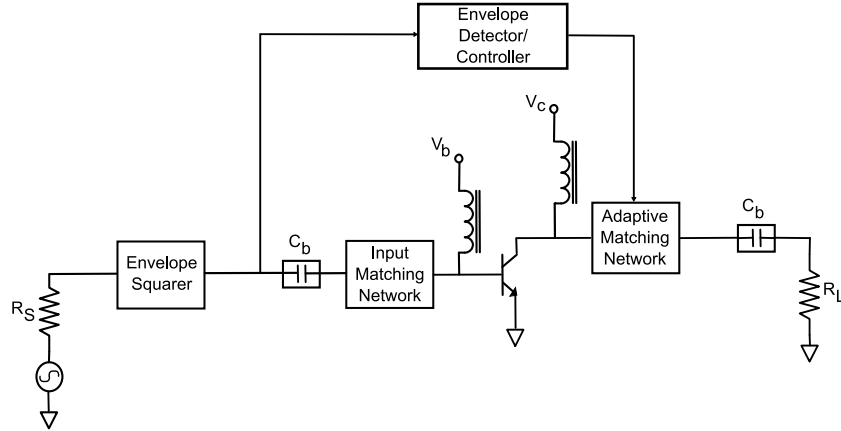 Envelope
Detector/
Controller
V_c
V_b
C_b
Adaptive
Matching
Network
C_b
Envelope
Squarer
Input
Matching
Network
R_S
R_L